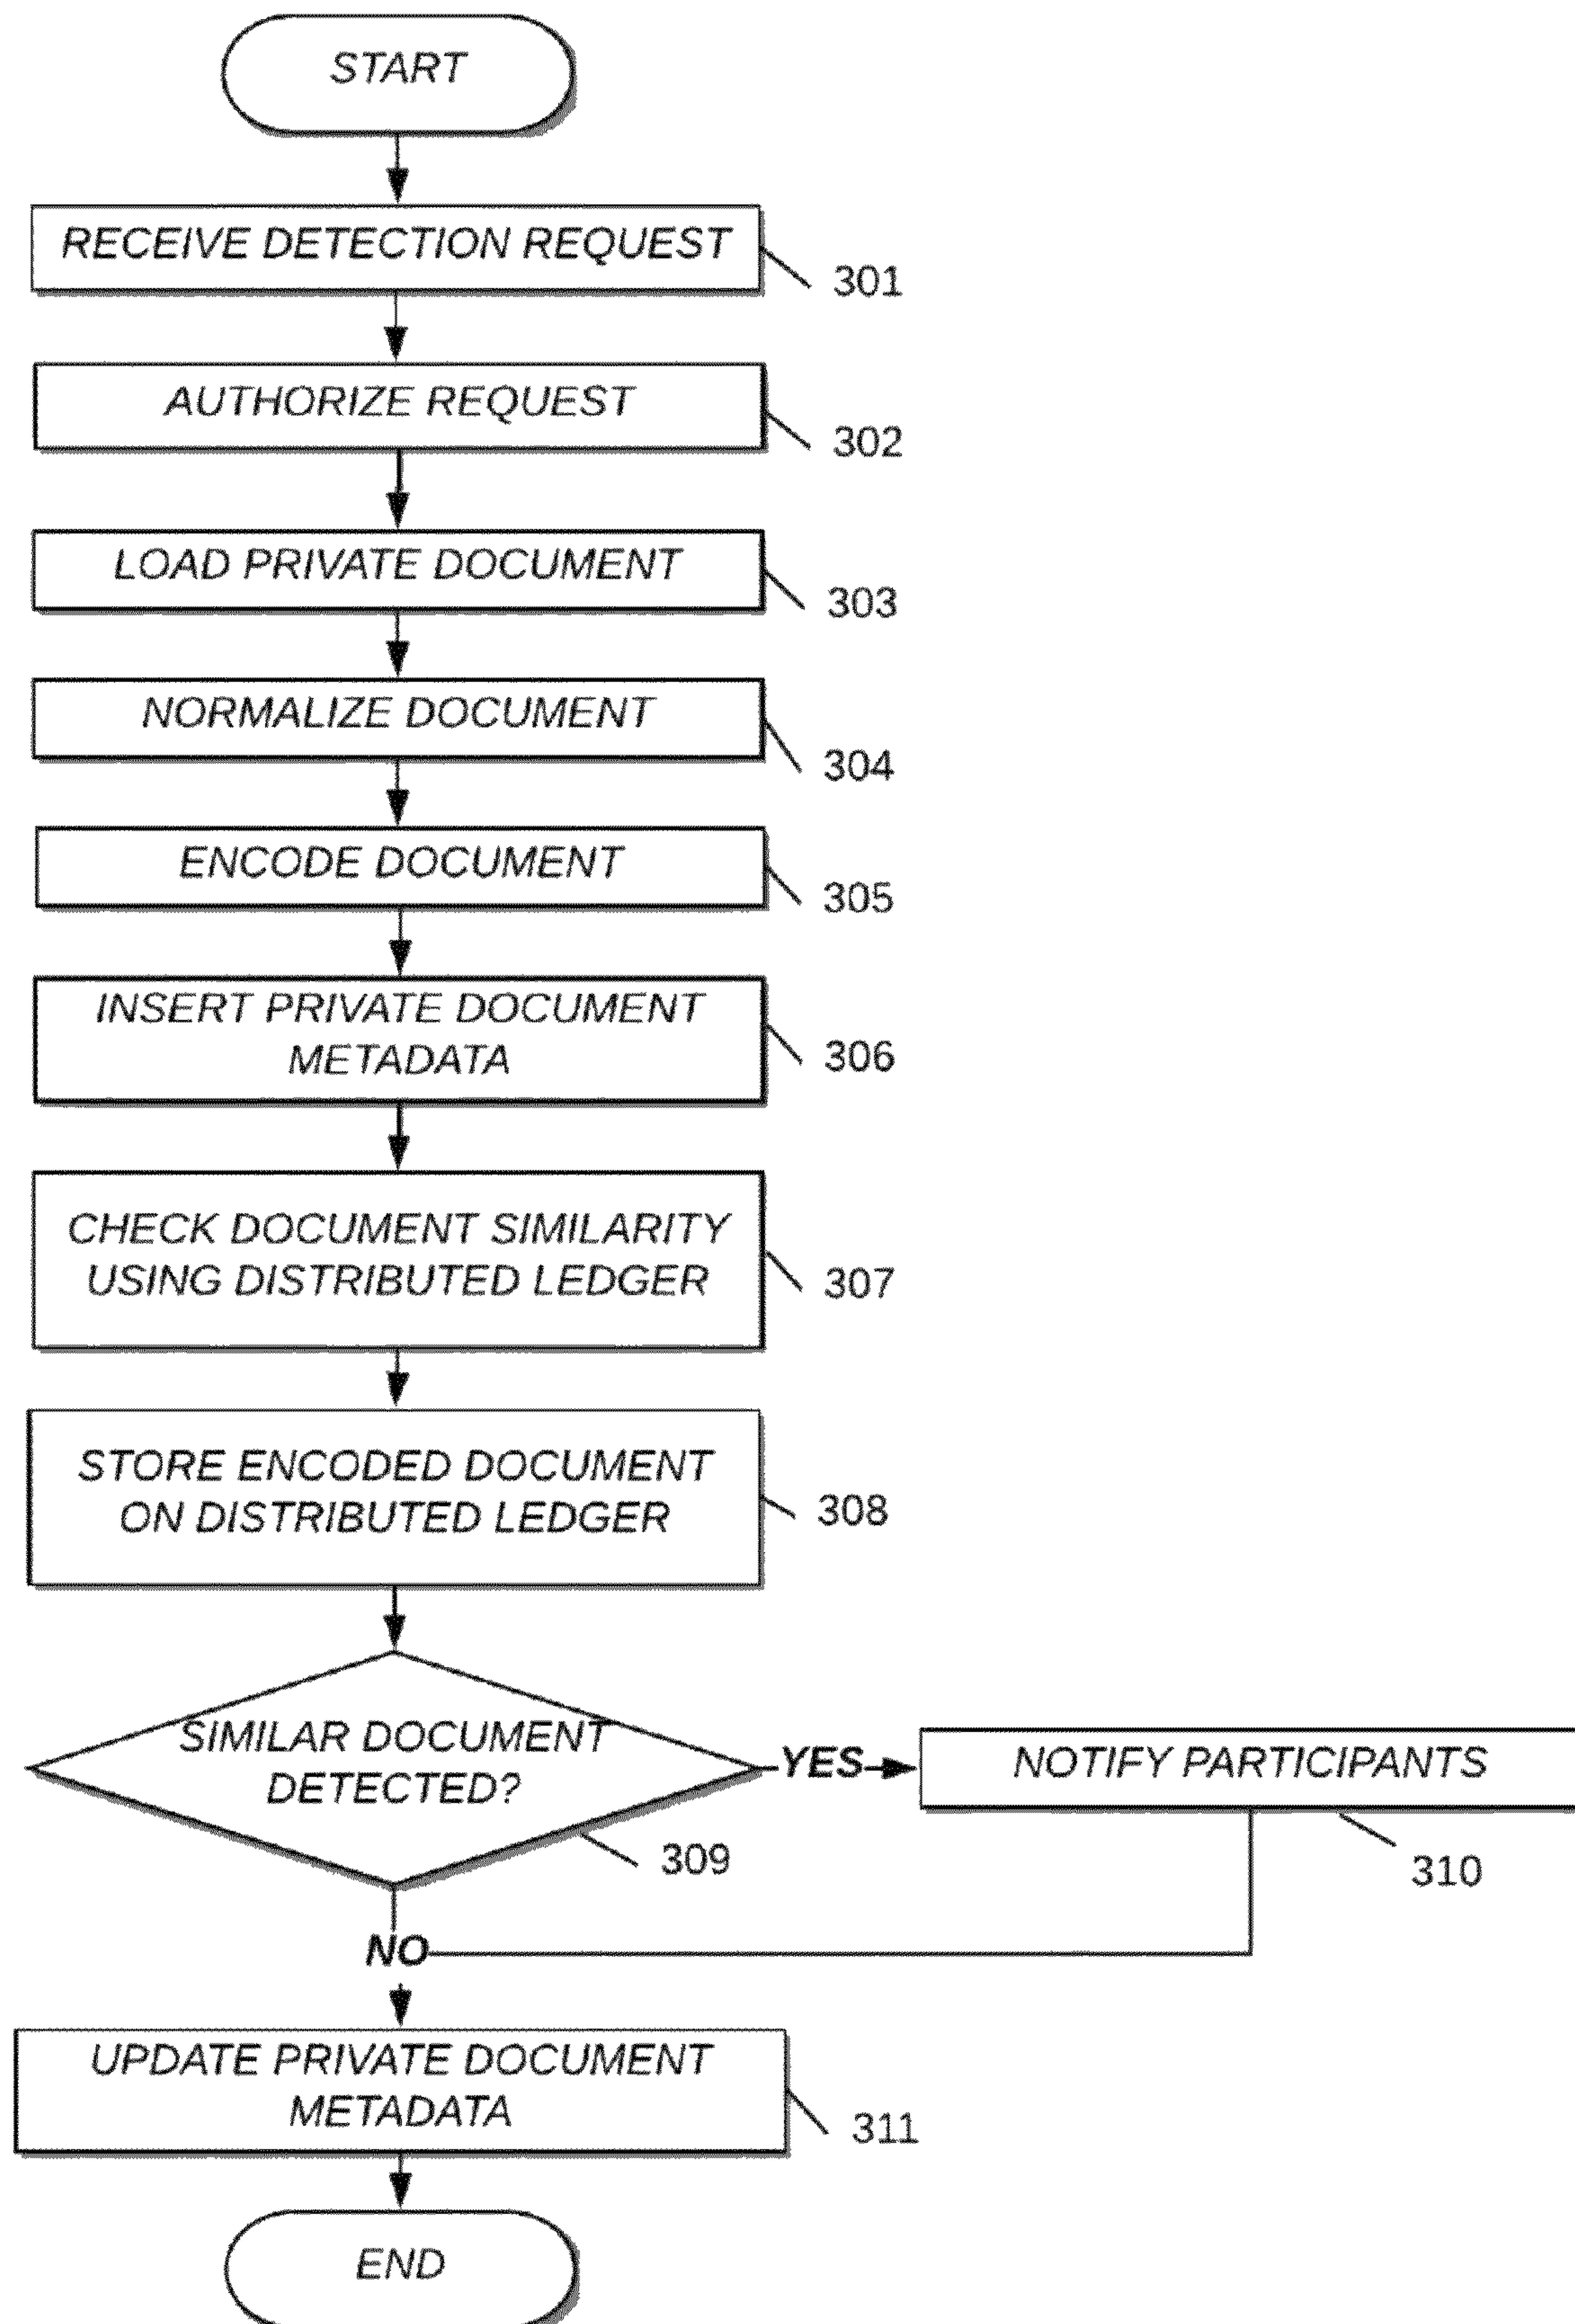 START
RECEIVE DETECTION REQUEST
301
AUTHORIZE REQUEST
302
LOAD PRIVATE DOCUMENT
303
NORMALIZE DOCUMENT
304
ENCODE DOCUMENT
305
INSERT PRIVATE DOCUMENT
METADATA
306
CHECK DOCUMENT SIMILARITY
USING DISTRIBUTED LEDGER
307
STORE ENCODED DOCUMENT
ON DISTRIBUTED LEDGER
308
SIMILAR DOCUMENT
DETECTED?
309
YES
NOTIFY PARTICIPANTS
310
NO
UPDATE PRIVATE DOCUMENT
METADATA
311
END